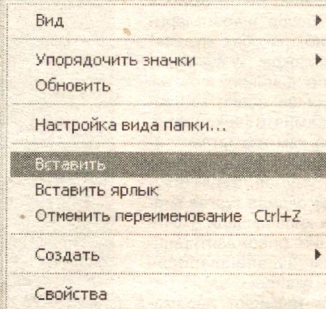 Вид
Упорядочить значки
Обновить
Настройка вида папки...
Вставить
Вставить ярлык
Отменить переименование Ctrl+Z
Создать
Свойства